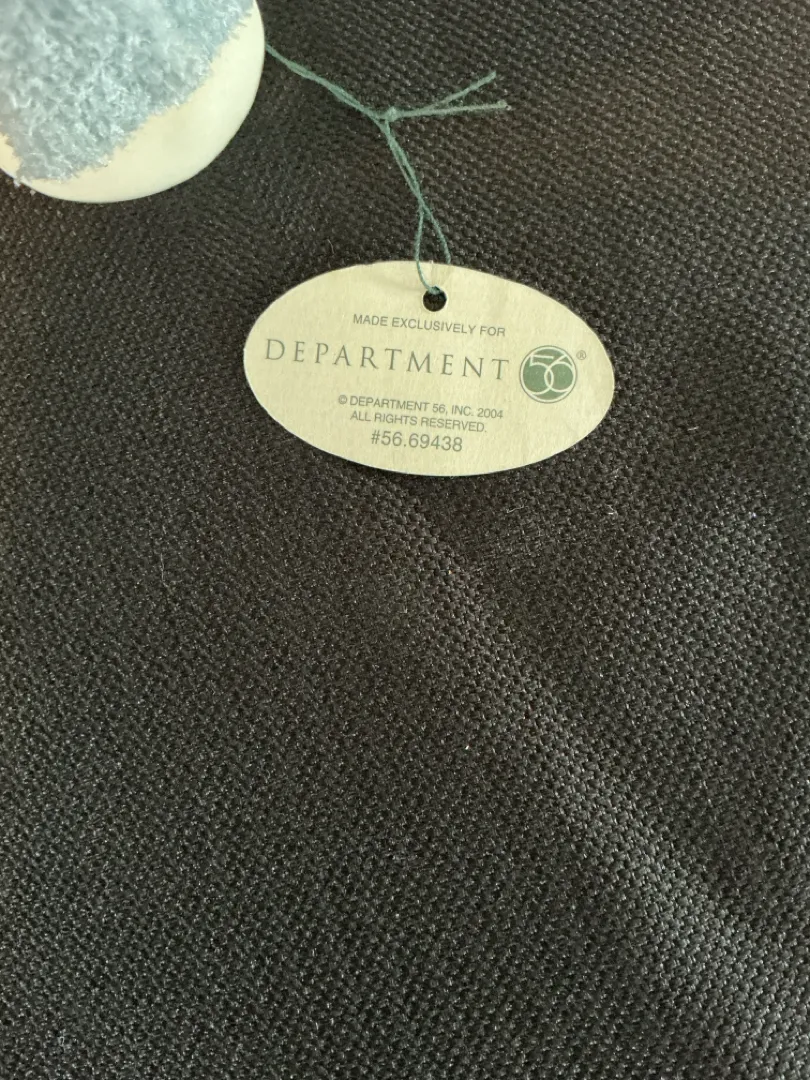 MADE EXCLUSIVELY FOR
DEPARTMENT 56®
© DEPARTMENT 56, INC. 2004
ALL RIGHTS RESERVED.
#56.69438